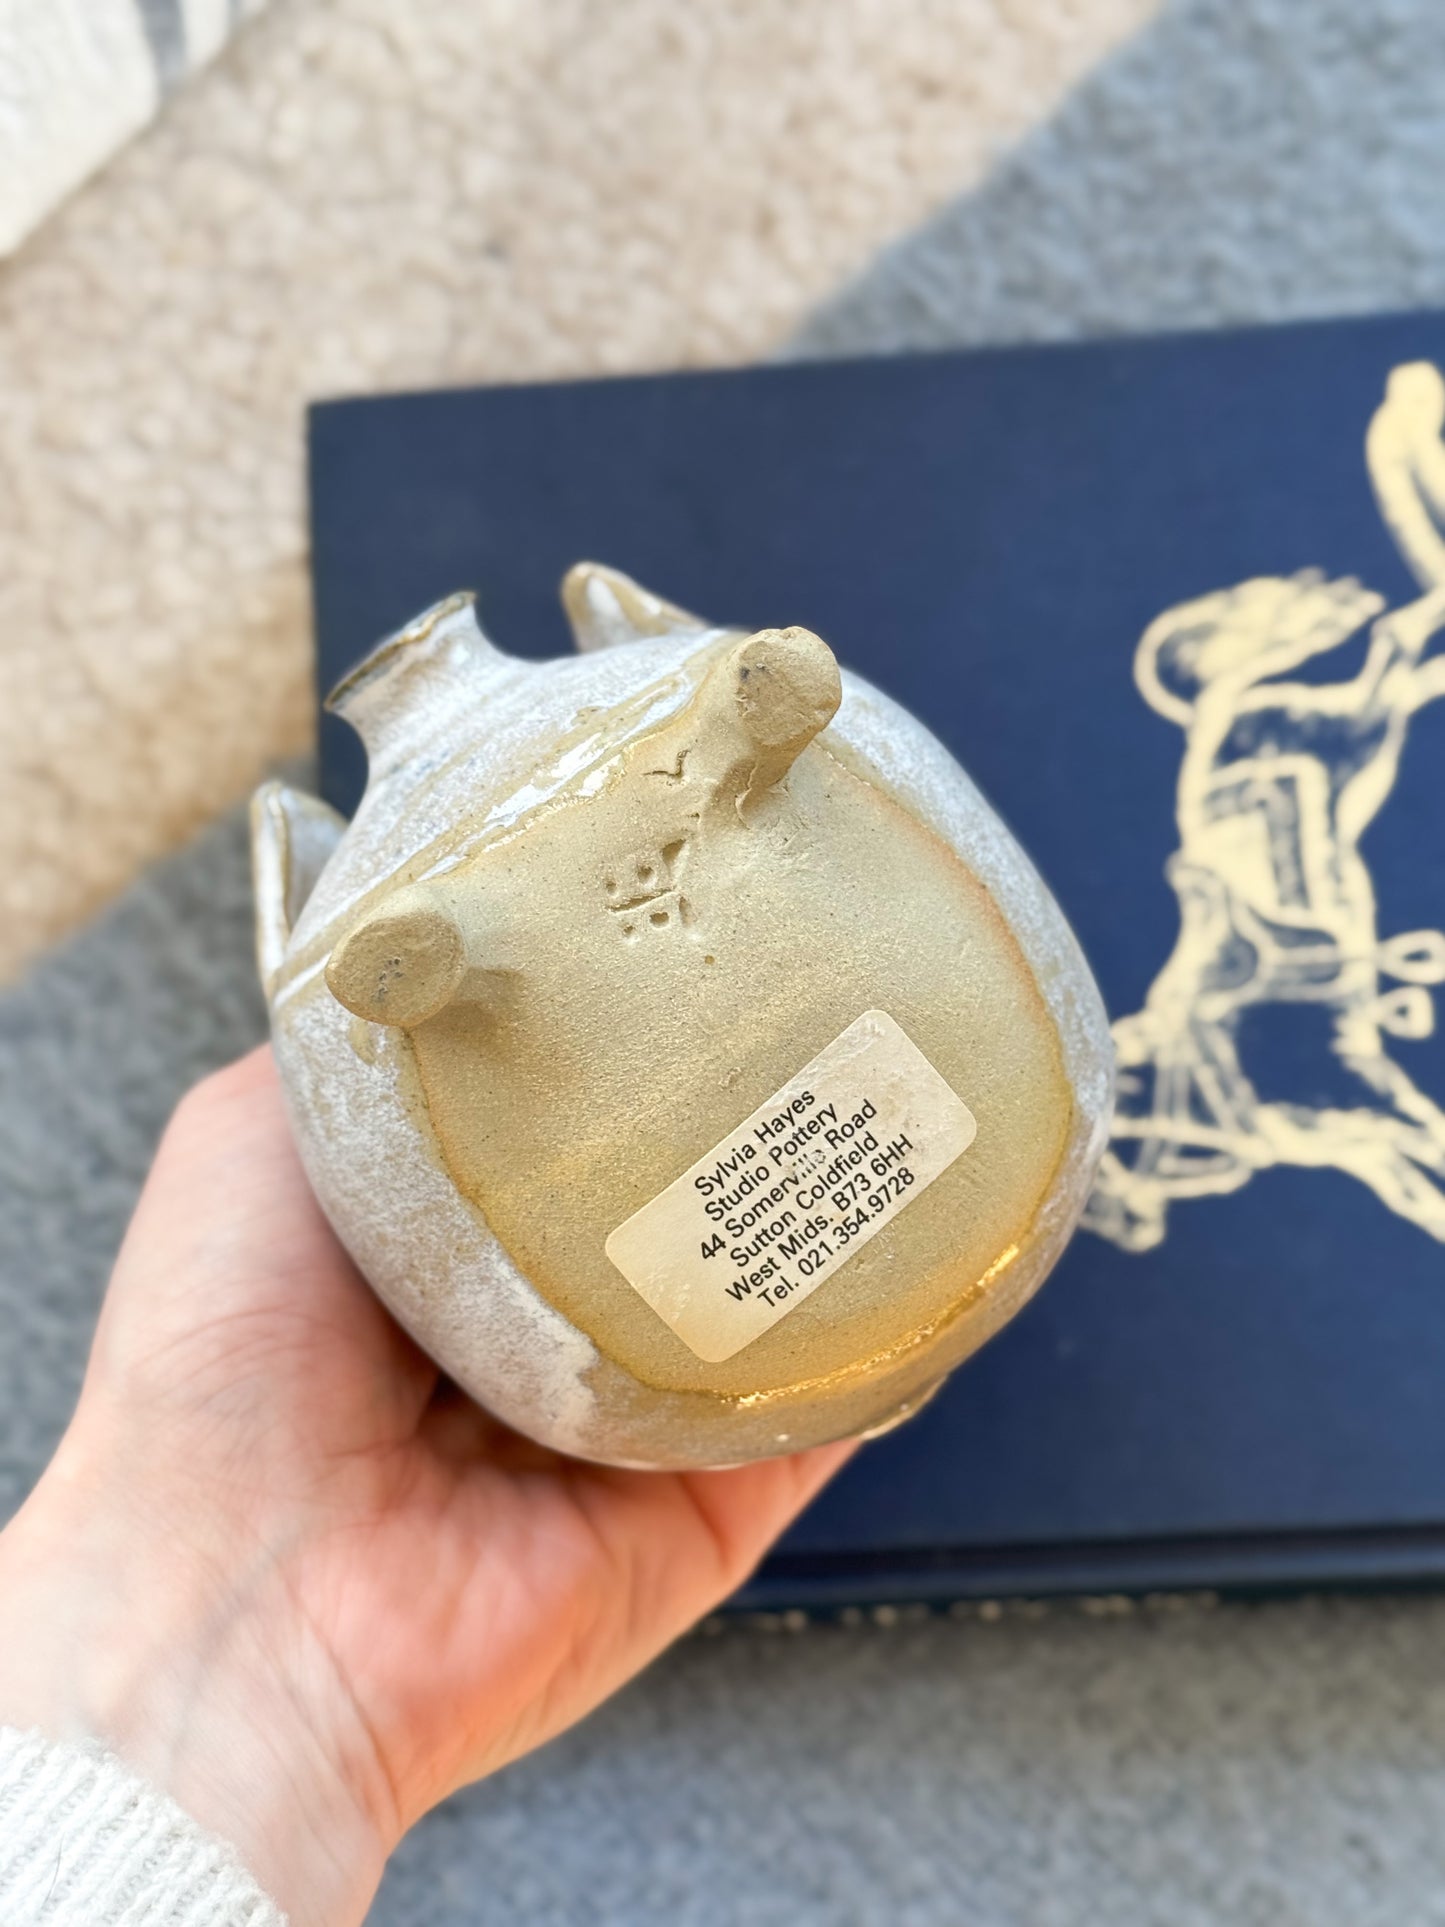 Sylvia Hayes
Studio Pottery
44 Somerville Road
Sutton Coldfield
West Mids. B73 6HH
Tel. 021.354.9728